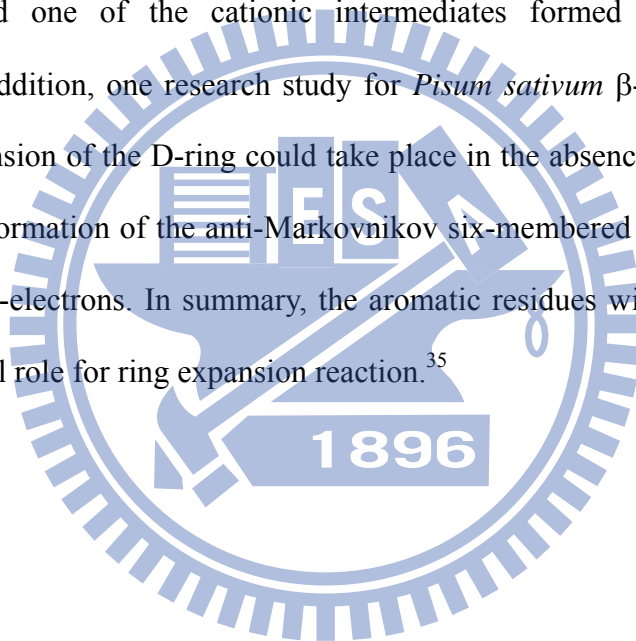 d one of the cationic intermediates formed
ddition, one research study for Pisum sativum β-
nsion of the D-ring could take place in the absenc
ormation of the anti-Markovnikov six-membered
-electrons. In summary, the aromatic residues wi
l role for ring expansion reaction.35
ES
A
1896